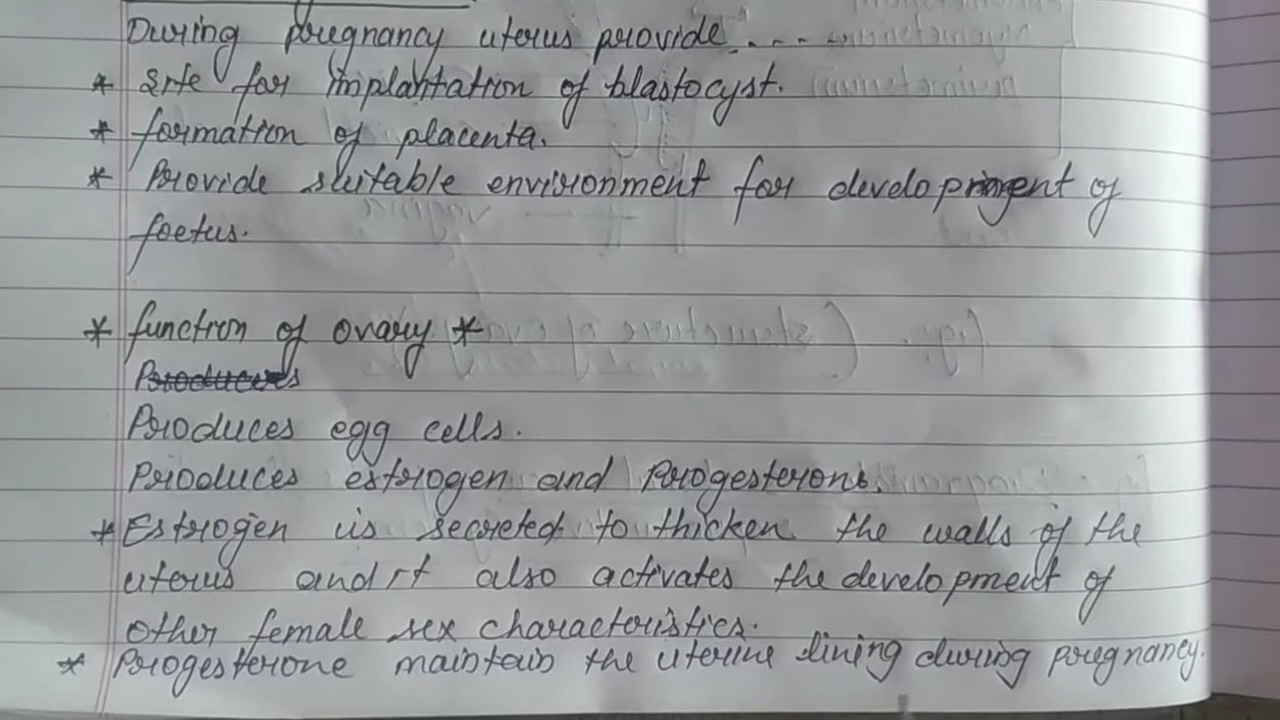 During pregnancy uterus provide....
* Site for implantation of blastocyst.
* formation of placenta.
* Provide suitable environment for development of
foetus.
* function of ovary *
Produces
Produces egg cells.
Produces estrogen and Progesterone.
* Estrogen is secreted to thicken the walls of the
uterus and it also activates the development of
other female sex characteristics.
* Progesterone maintain the uterine lining during pregnancy.